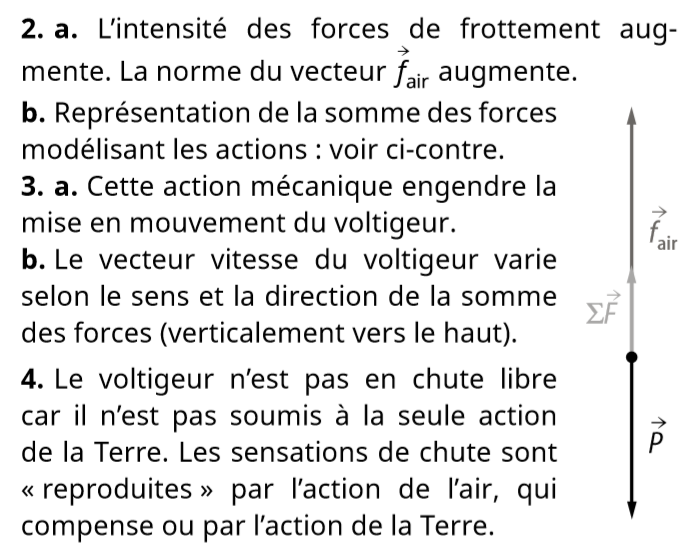 2. a. L’intensité des forces de frottement aug-
mente. La norme du vecteur f⃗air augmente.
b. Représentation de la somme des forces
modélisant les actions : voir ci-contre.
3. a. Cette action mécanique engendre la
mise en mouvement du voltigeur.
b. Le vecteur vitesse du voltigeur varie
selon le sens et la direction de la somme
des forces (verticalement vers le haut).
4. Le voltigeur n’est pas en chute libre
car il n’est pas soumis à la seule action
de la Terre. Les sensations de chute sont
« reproduites » par l’action de l’air, qui
compense ou par l’action de la Terre.
f⃗air
ΣF⃗
P⃗